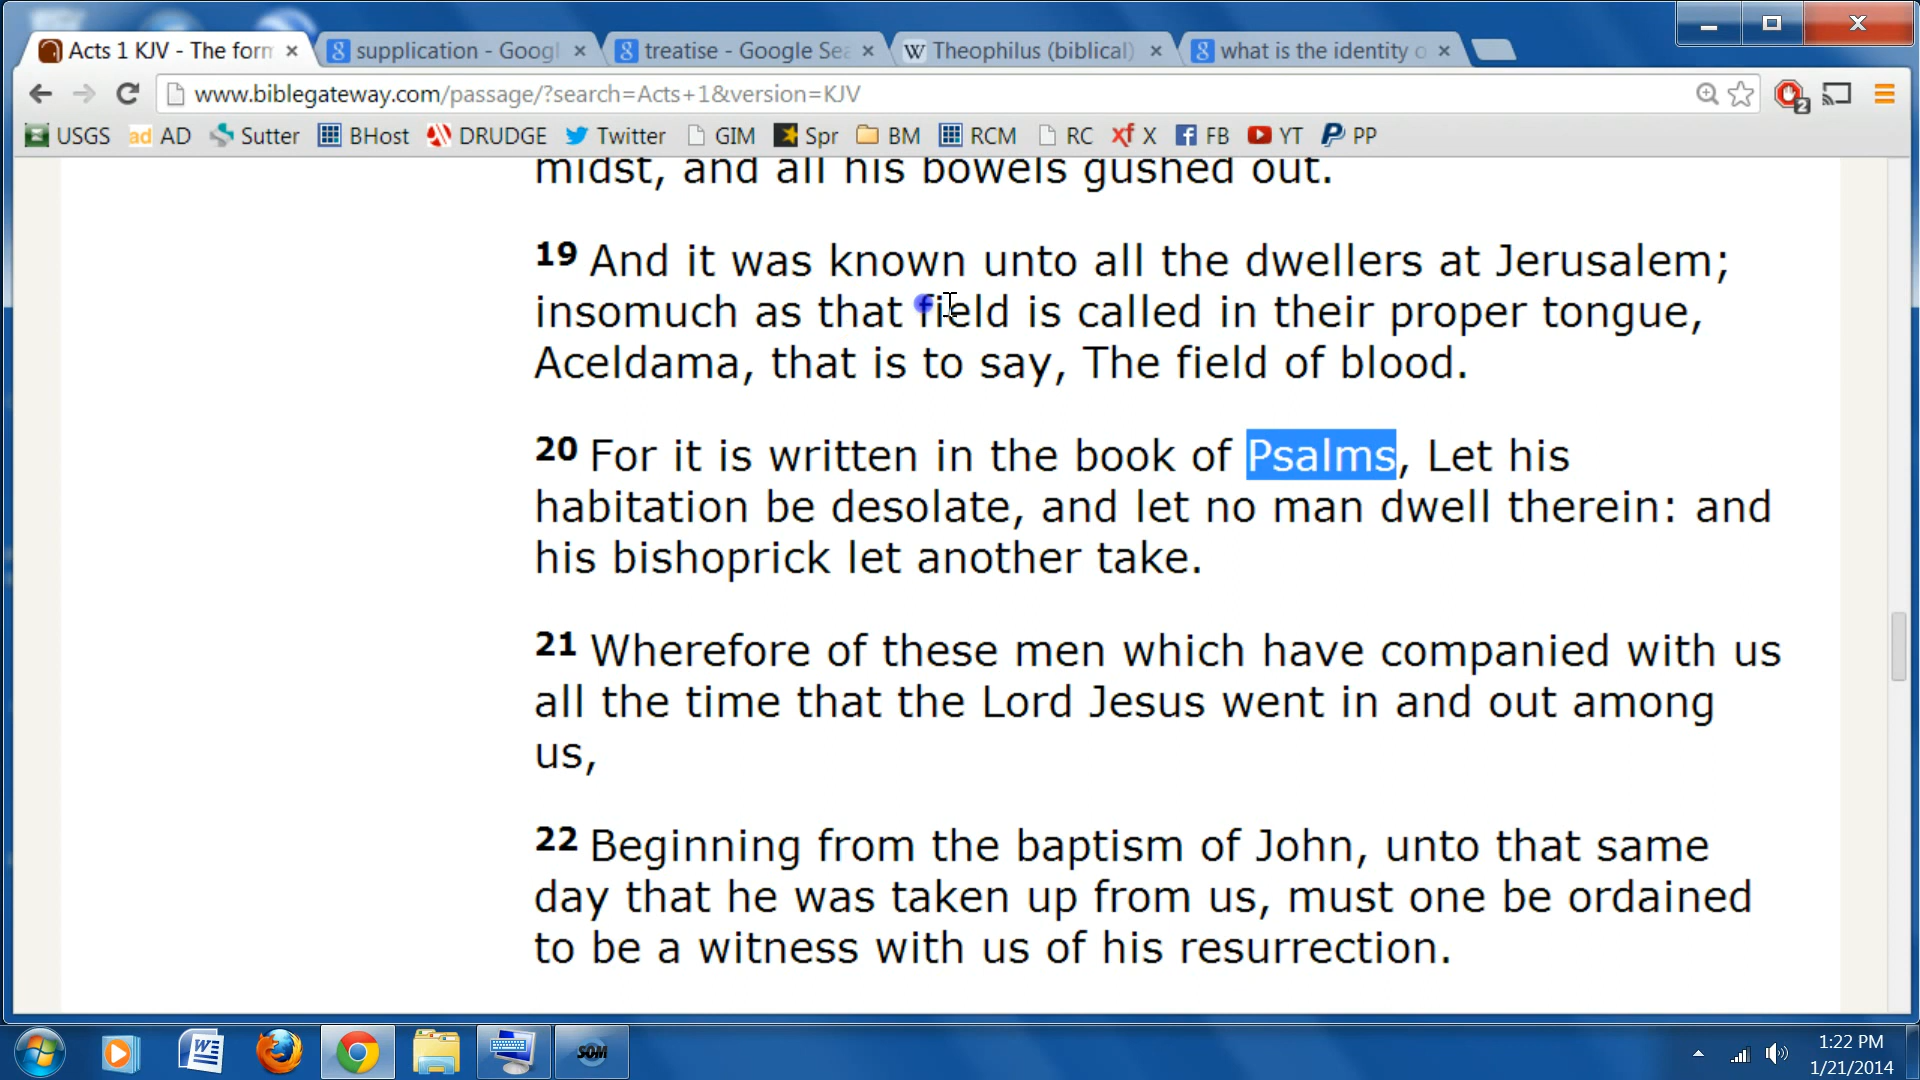 Acts 1 KJV - The form
supplication - Googl
treatise - Google Sea
Theophilus (biblical)
what is the identity o
www.biblegateway.com/passage/?search=Acts+1&version=KJV
2
USGS
ad AD
Sutter
BHost
DRUDGE
Twitter
GIM
Spr
BM
RCM
RC
xf X
FB
YT
PP
midst, and all his bowels gushed out.
19 And it was known unto all the dwellers at Jerusalem;
insomuch as that field is called in their proper tongue,
Aceldama, that is to say, The field of blood.
20 For it is written in the book of Psalms, Let his
habitation be desolate, and let no man dwell therein: and
his bishoprick let another take.
21 Wherefore of these men which have companied with us
all the time that the Lord Jesus went in and out among
us,
22 Beginning from the baptism of John, unto that same
day that he was taken up from us, must one be ordained
to be a witness with us of his resurrection.
SOM
1:22 PM
1/21/2014